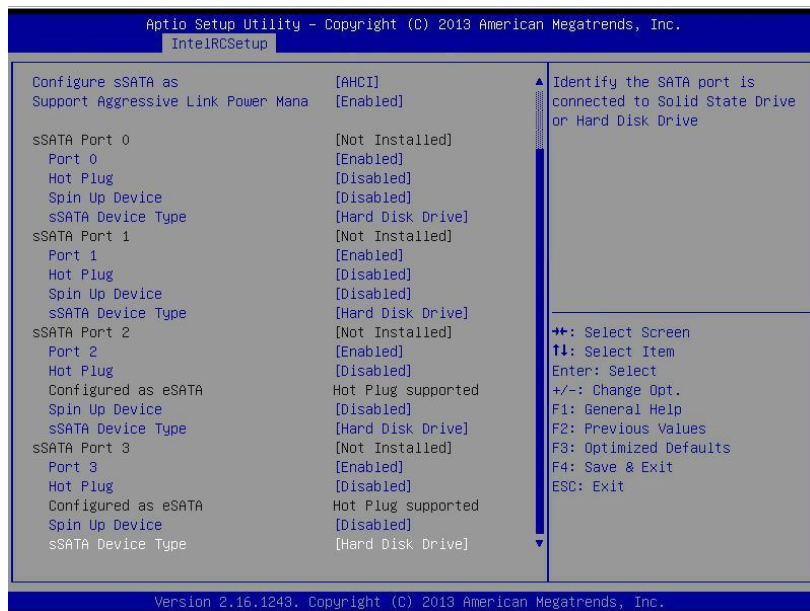 Aptio Setup Utility – Copyright (C) 2013 American Megatrends, Inc.
IntelRCSetup
Configure sSATA as [AHCI]
Support Aggressive Link Power Mana [Enabled]
sSATA Port 0 [Not Installed]
Port 0 [Enabled]
Hot Plug [Disabled]
Spin Up Device [Disabled]
sSATA Device Type [Hard Disk Drive]
sSATA Port 1 [Not Installed]
Port 1 [Enabled]
Hot Plug [Disabled]
Spin Up Device [Disabled]
sSATA Device Type [Hard Disk Drive]
sSATA Port 2 [Not Installed]
Port 2 [Enabled]
Hot Plug [Disabled]
Configured as eSATA Hot Plug supported
Spin Up Device [Disabled]
sSATA Device Type [Hard Disk Drive]
sSATA Port 3 [Not Installed]
Port 3 [Enabled]
Hot Plug [Disabled]
Configured as eSATA Hot Plug supported
Spin Up Device [Disabled]
sSATA Device Type [Hard Disk Drive]
Identify the SATA port is
connected to Solid State Drive
or Hard Disk Drive
→←: Select Screen
↑↓: Select Item
Enter: Select
+/-: Change Opt.
F1: General Help
F2: Previous Values
F3: Optimized Defaults
F4: Save & Exit
ESC: Exit
Version 2.16.1243. Copyright (C) 2013 American Megatrends, Inc.